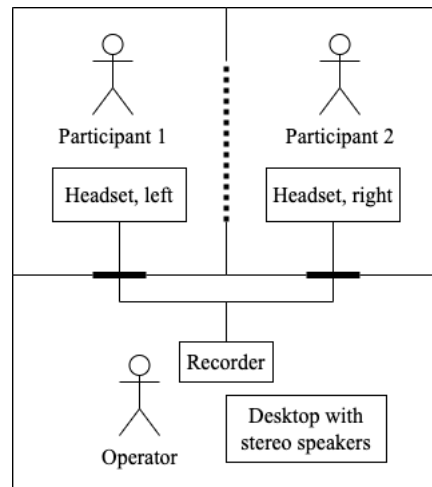 Participant 1
Participant 2
Headset, left
Headset, right
Recorder
Operator
Desktop with
stereo speakers